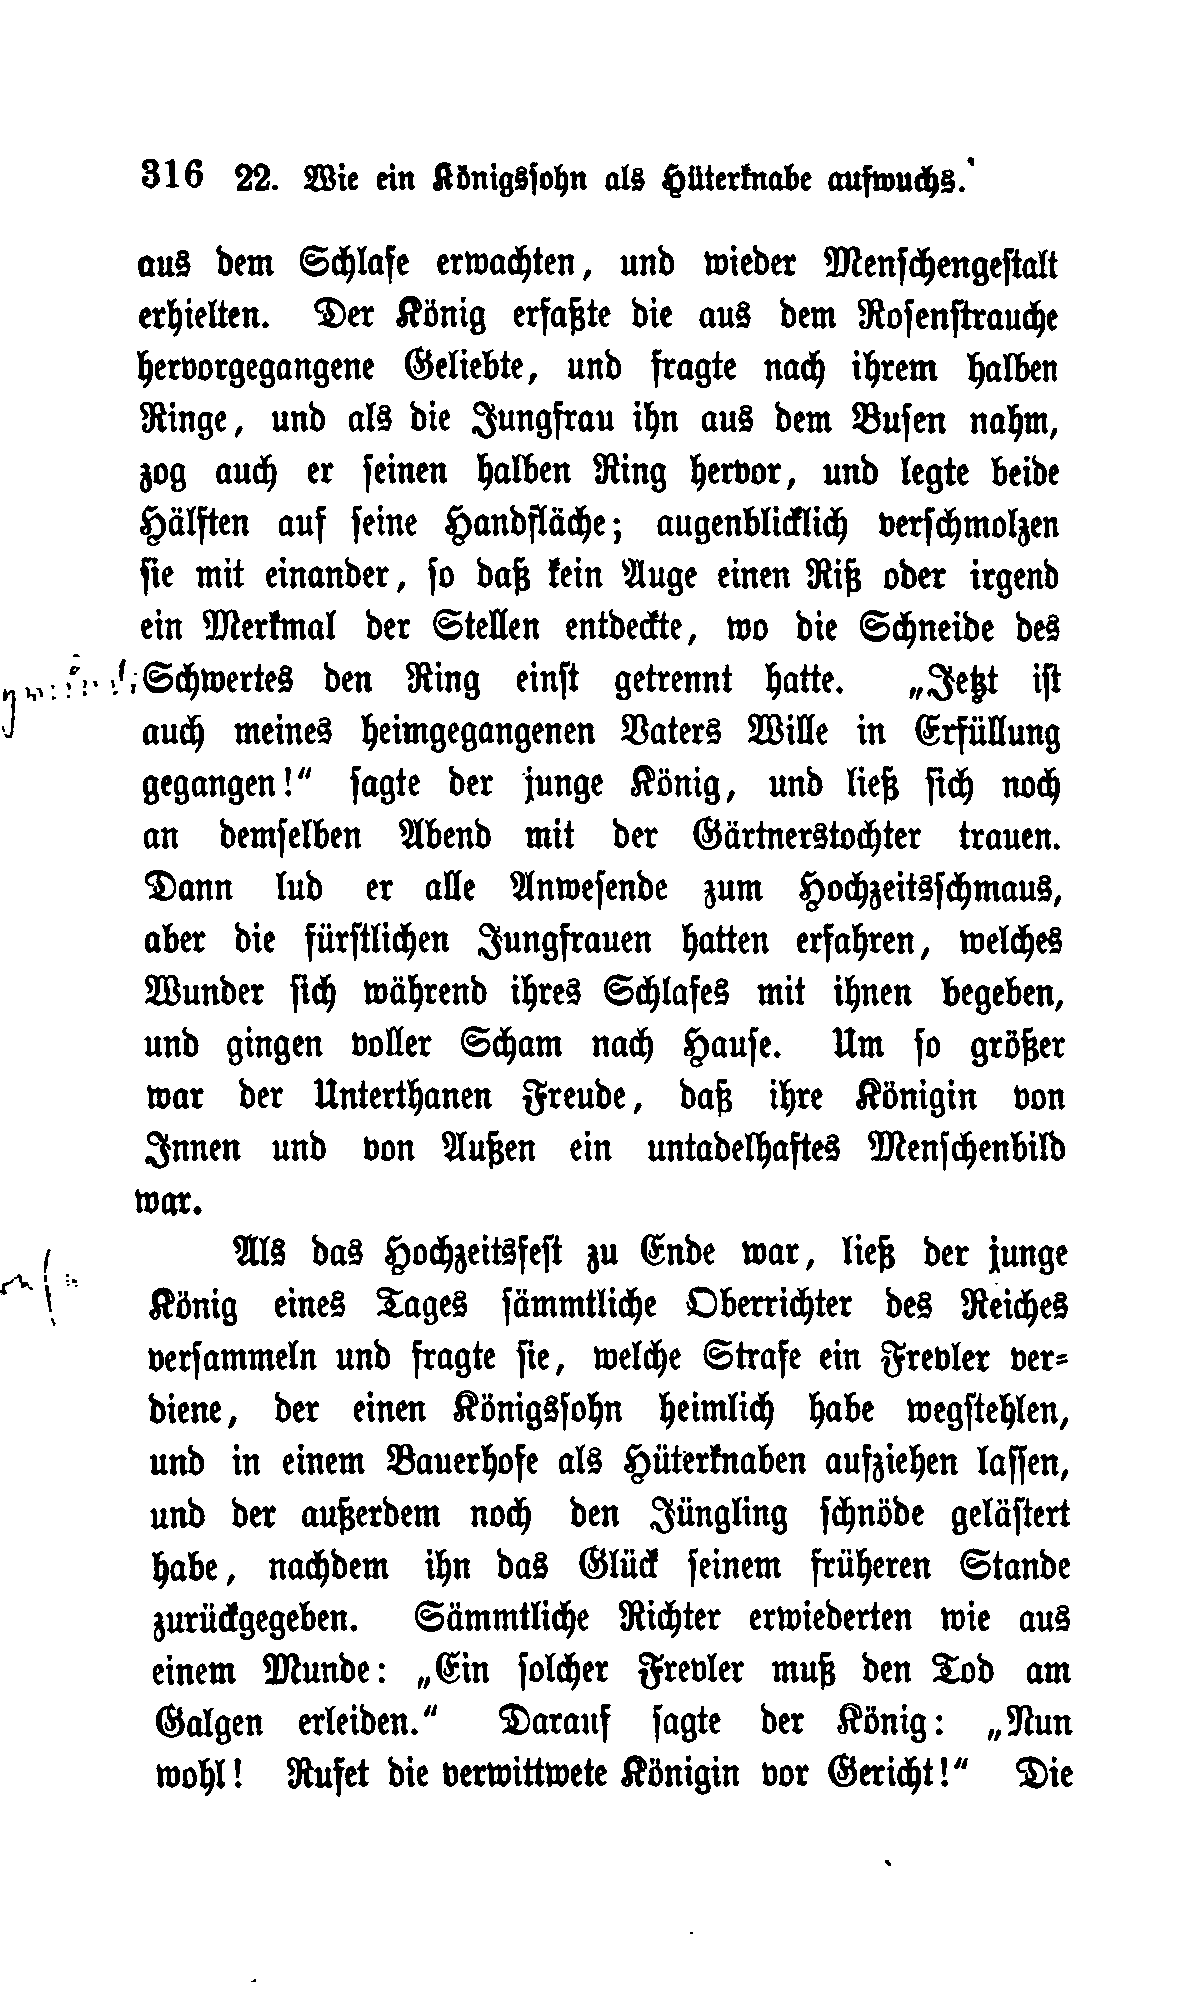 316 22. Wie ein Königssohn als Hüterknabe aufwuchs.
aus dem Schlafe erwachten, und wieder Menschengestalt
erhielten. Der König erfaßte die aus dem Rosenstrauche
hervorgegangene Geliebte, und fragte nach ihrem halben
Ringe, und als die Jungfrau ihn aus dem Busen nahm,
zog auch er seinen halben Ring hervor, und legte beide
Hälften auf seine Handfläche; augenblicklich verschmolzen
sie mit einander, so daß kein Auge einen Riß oder irgend
ein Merkmal der Stellen entdeckte, wo die Schneide des
Schwertes den Ring einst getrennt hatte. „Jetzt ist
auch meines heimgegangenen Vaters Wille in Erfüllung
gegangen!“ sagte der junge König, und ließ sich noch
an demselben Abend mit der Gärtnerstochter trauen.
Dann lud er alle Anwesende zum Hochzeitsschmaus,
aber die fürstlichen Jungfrauen hatten erfahren, welches
Wunder sich während ihres Schlafes mit ihnen begeben,
und gingen voller Scham nach Hause. Um so größer
war der Unterthanen Freude, daß ihre Königin von
Innen und von Außen ein untadelhaftes Menschenbild
war.
Als das Hochzeitsfest zu Ende war, ließ der junge
König eines Tages sämmtliche Oberrichter des Reiches
versammeln und fragte sie, welche Strafe ein Frevler ver-
diene, der einen Königssohn heimlich habe wegstehlen,
und in einem Bauerhofe als Hüterknaben aufziehen lassen,
und der außerdem noch den Jüngling schnöde gelästert
habe, nachdem ihn das Glück seinem früheren Stande
zurückgegeben. Sämmtliche Richter erwiederten wie aus
einem Munde: „Ein solcher Frevler muß den Tod am
Galgen erleiden.“ Darauf sagte der König: „Nun
wohl! Rufet die verwittwete Königin vor Gericht!“ Die